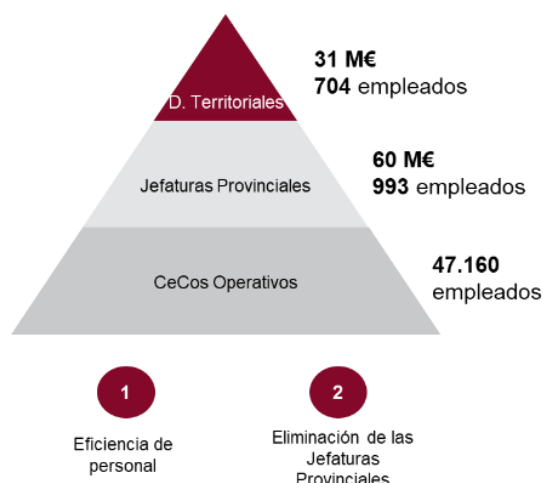 31 M€
704 empleados
D. Territoriales
60 M€
993 empleados
Jefaturas Provinciales
47.160
empleados
CeCos Operativos
1
2
Eficiencia de
personal
Eliminación de las
Jefaturas
Provinciales